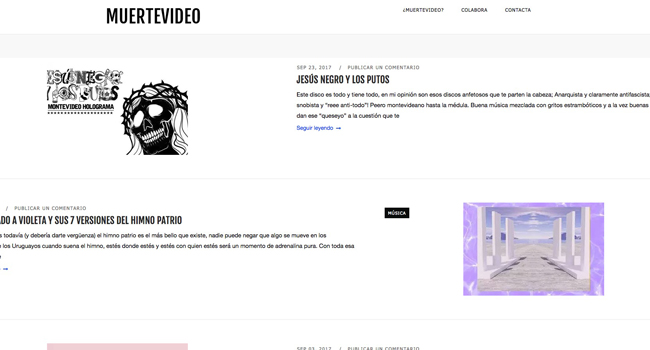 MUERTEVIDEO
¿MUERTEVIDEO?
COLABORA
CONTACTA
JESÚS NEGRO Y
LOS PUTOS
MONTEVIDEO HOLOGRAMA
SEP 23, 2017 / PUBLICAR UN COMENTARIO
JESÚS NEGRO Y LOS PUTOS
Este disco es todo y tiene todo, en mi opinión son esos discos anfetosos que te parten la cabeza; Anarquista y claramente antifascista,
snobista y "reee anti-todo"! Peero montevideano hasta la médula. Buena música mezclada con gritos estrambóticos y a la vez buenas
dan ese "queseyo" a la cuestión que te
Seguir leyendo →
/ PUBLICAR UN COMENTARIO
ADO A VIOLETA Y SUS 7 VERSIONES DEL HIMNO PATRIO
s todavía (y debería darte vergüenza) el himno patrio es el más bello que existe, nadie puede negar que algo se mueve en los
los Uruguayos cuando suena el himno, estés donde estés y estés con quien estés será un momento de adrenalina pura. Con toda esa
→
MÚSICA
SEP 03, 2017 / PUBLICAR UN COMENTARIO